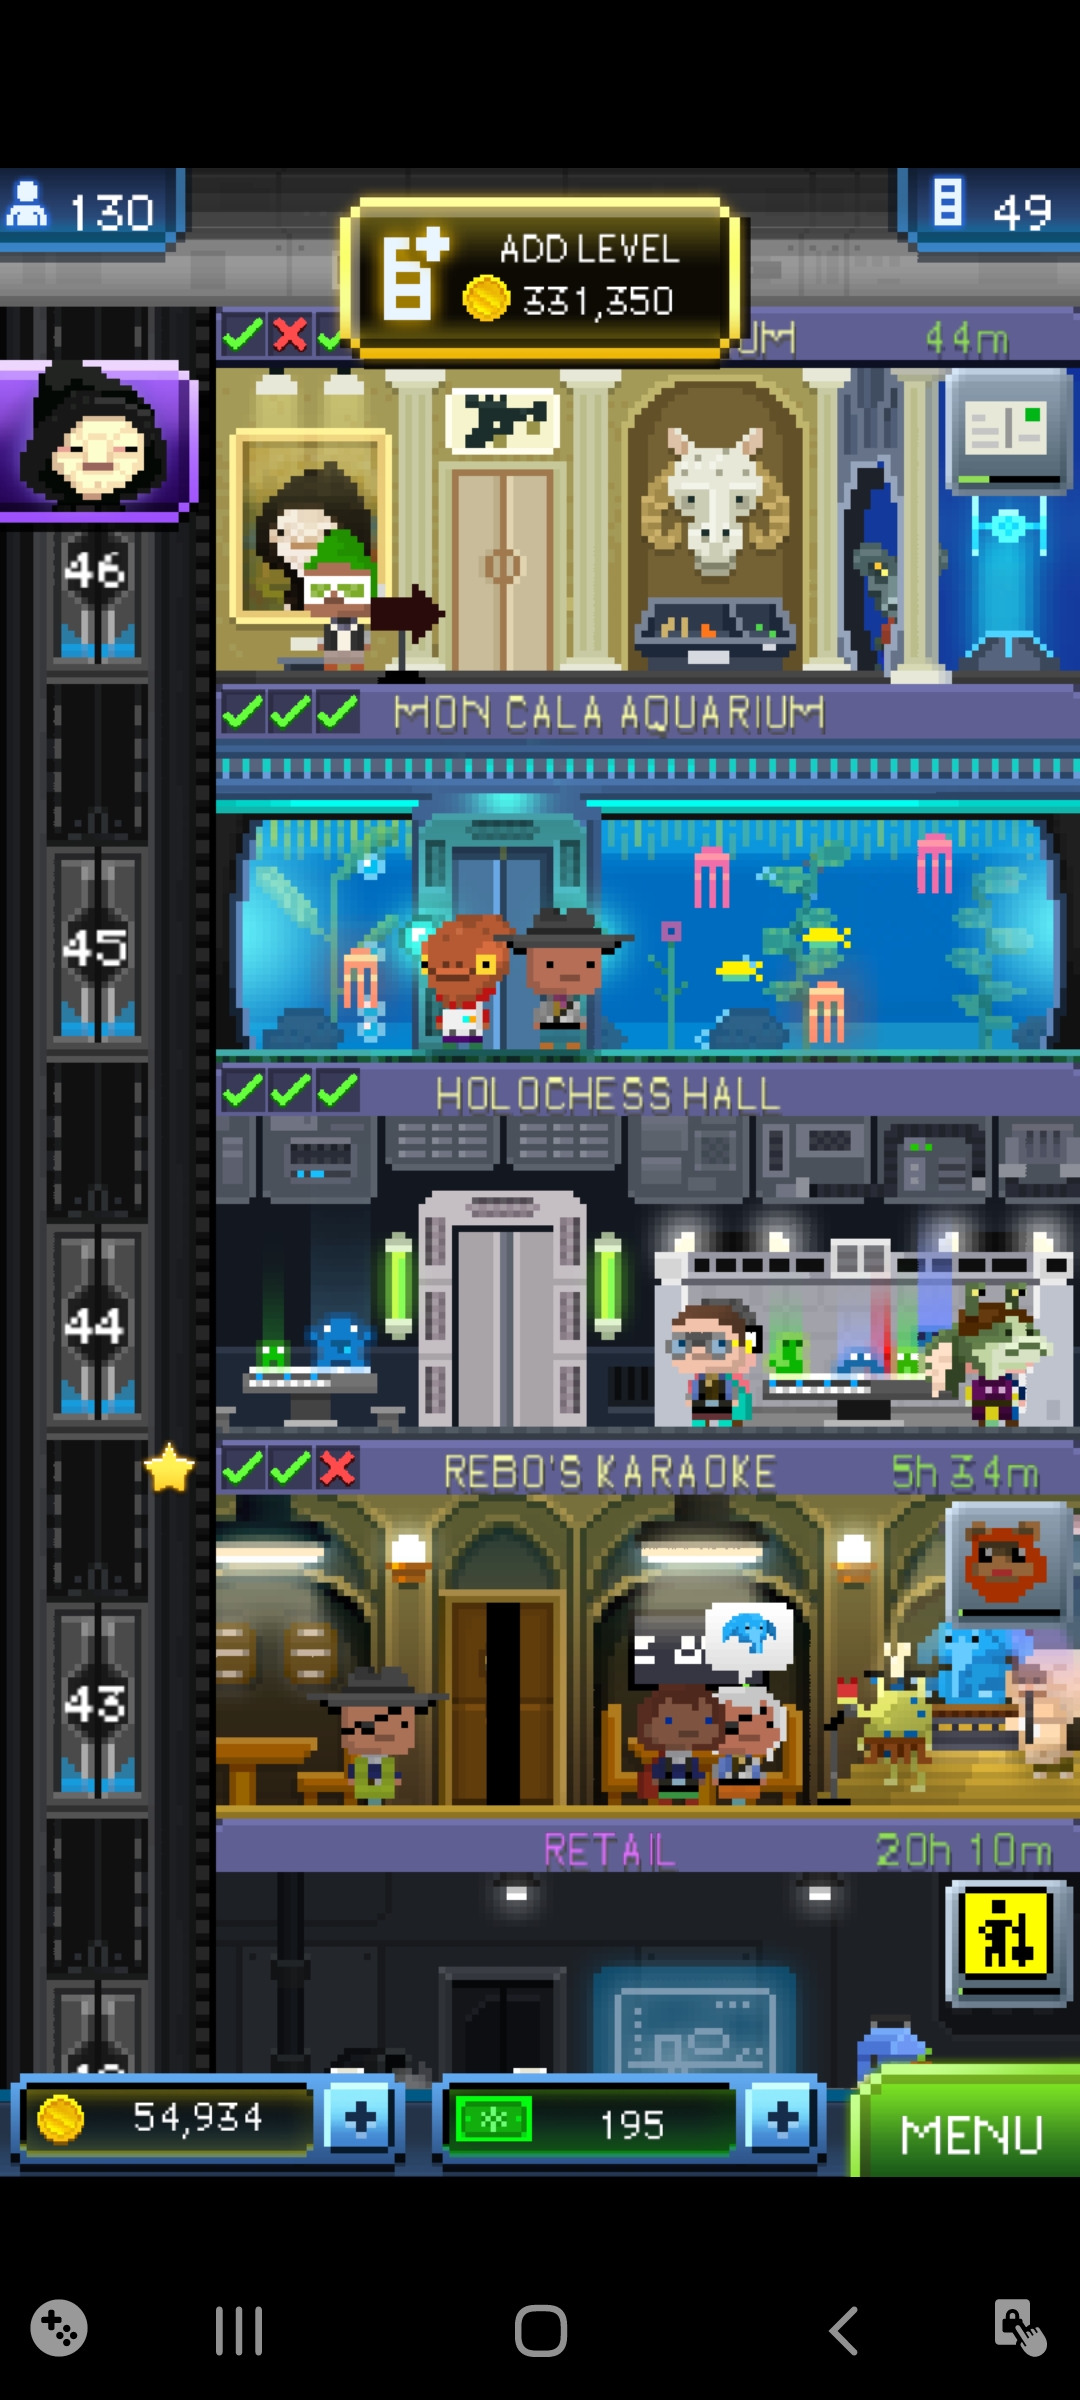 130
ADD LEVEL
331,350
49
UM
44m
46
MON CALA AQUARIUM
45
HOLOCHESS HALL
44
REBO'S KARAOKE
5h 34m
43
RETAIL
20h 10m
54,934
195
MENU